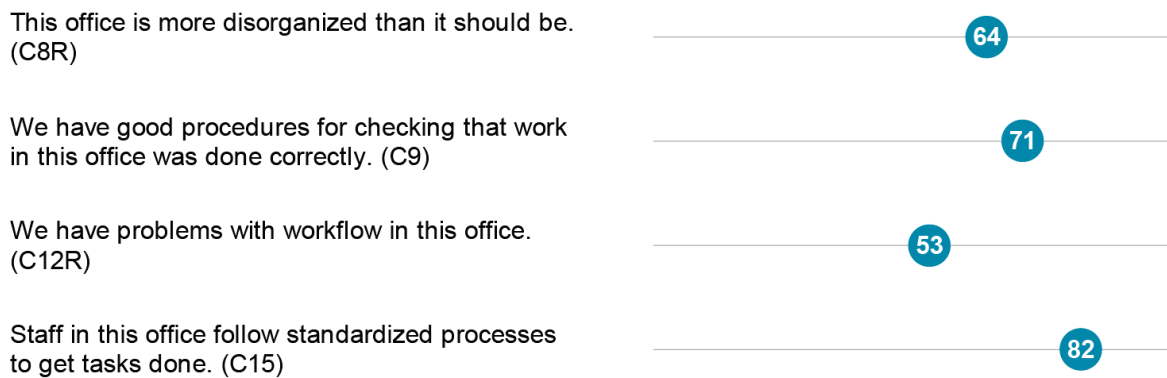 This office is more disorganized than it should be.
(C8R)
64
We have good procedures for checking that work
in this office was done correctly. (C9)
71
We have problems with workflow in this office.
(C12R)
53
Staff in this office follow standardized processes
to get tasks done. (C15)
82